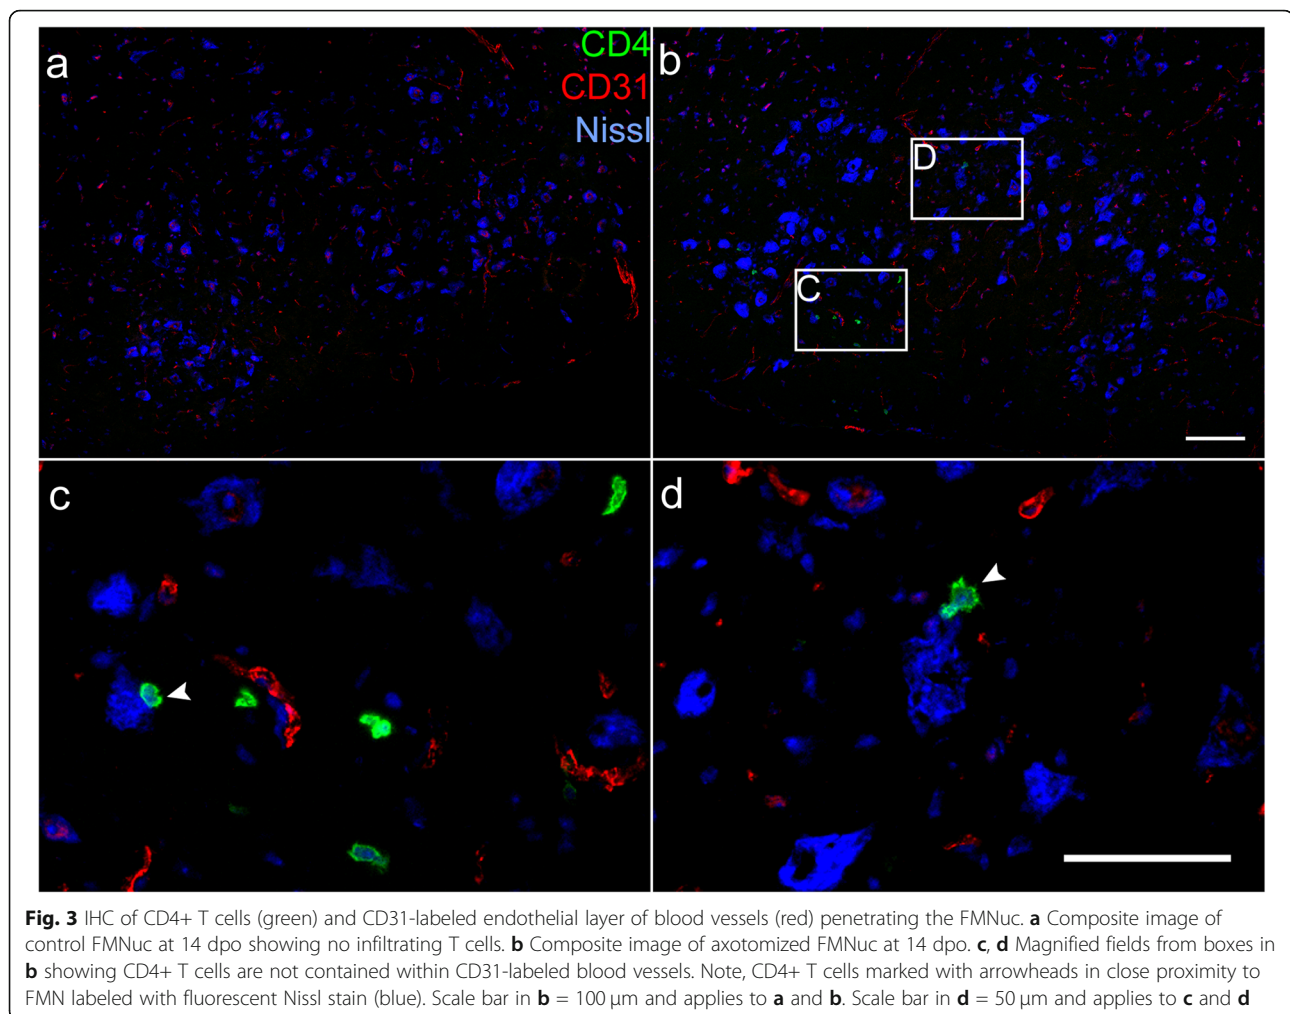 a
CD4
CD31
Nissl
b
D
C
c
d
Fig. 3 IHC of CD4+ T cells (green) and CD31-labeled endothelial layer of blood vessels (red) penetrating the FMNuc. a Composite image of
control FMNuc at 14 dpo showing no infiltrating T cells. b Composite image of axotomized FMNuc at 14 dpo. c, d Magnified fields from boxes in
b showing CD4+ T cells are not contained within CD31-labeled blood vessels. Note, CD4+ T cells marked with arrowheads in close proximity to
FMN labeled with fluorescent Nissl stain (blue). Scale bar in b = 100 μm and applies to a and b. Scale bar in d = 50 μm and applies to c and d